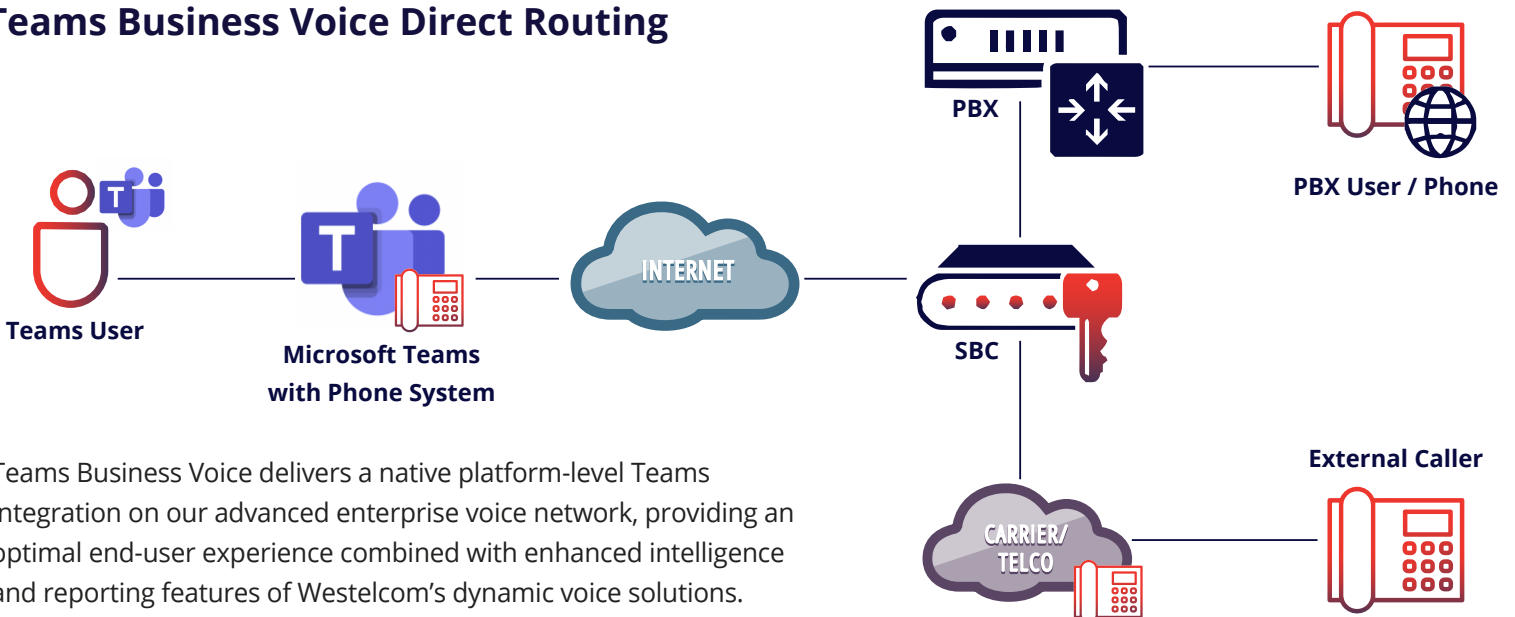 Teams Business Voice Direct Routing
PBX
PBX User / Phone
T
T
INTERNET
Teams User
SBC
Microsoft Teams
with Phone System
External Caller
Teams Business Voice delivers a native platform-level Teams
integration on our advanced enterprise voice network, providing an
optimal end-user experience combined with enhanced intelligence
and reporting features of Westelcom’s dynamic voice solutions.
CARRIER/
TELCO